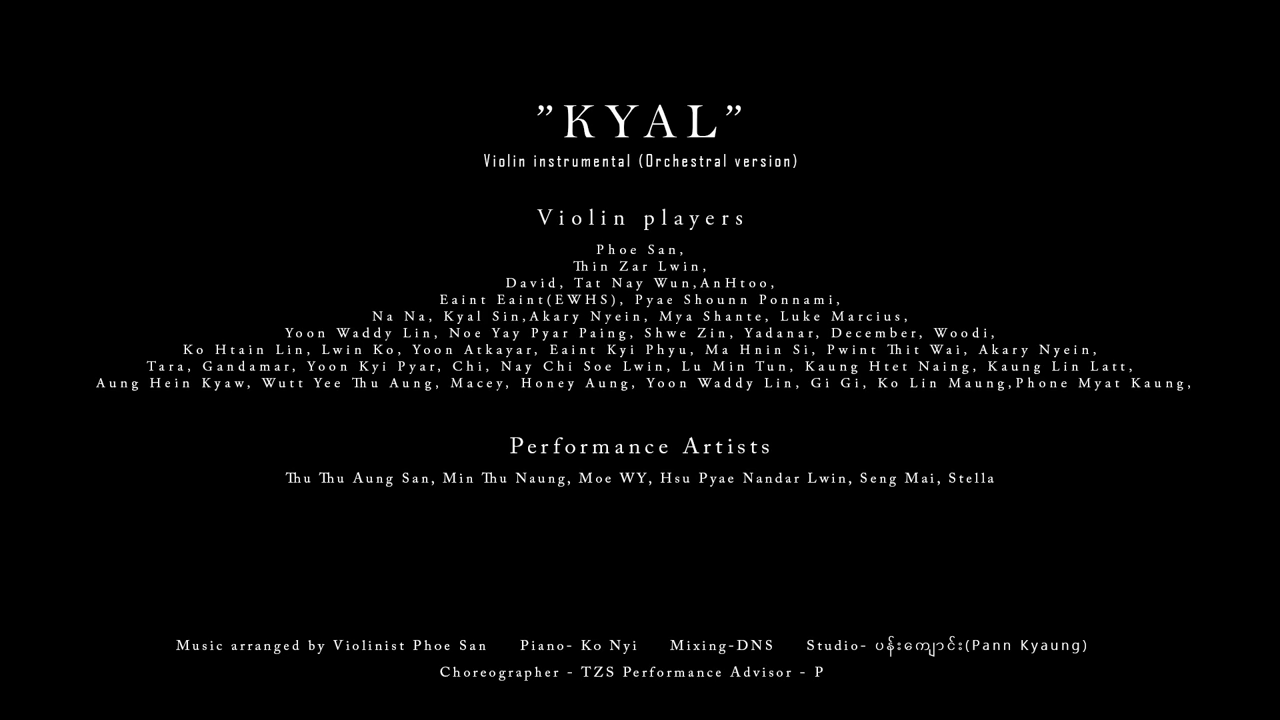 "KYAL"
Violin instrumental (Orchestral version)
Violin players
Phoe San,
Thin Zar Lwin,
David, Tat Nay Wun,AnHtoo,
Eaint Eaint(EWHS), Pyae Shounn Ponnami,
Na Na, Kyal Sin,Akary Nyein, Mya Shante, Luke Marcius,
Yoon Waddy Lin, Noe Yay Pyar Paing, Shwe Zin, Yadanar, December, Woodi,
Ko Htain Lin, Lwin Ko, Yoon Atkayar, Eaint Kyi Phyu, Ma Hnin Si, Pwint Thit Wai, Akary Nyein,
Tara, Gandamar, Yoon Kyi Pyar, Chi, Nay Chi Soe Lwin, Lu Min Tun, Kaung Htet Naing, Kaung Lin Latt,
Aung Hein Kyaw, Wutt Yee Thu Aung, Macey, Honey Aung, Yoon Waddy Lin, Gi Gi, Ko Lin Maung,Phone Myat Kaung,
Performance Artists
Thu Thu Aung San, Min Thu Naung, Moe WY, Hsu Pyae Nandar Lwin, Seng Mai, Stella
Music arranged by Violinist Phoe San Piano- Ko Nyi Mixing-DNS Studio- ပန်းကျောင်း(Pann Kyaung)
Choreographer - TZS Performance Advisor - P